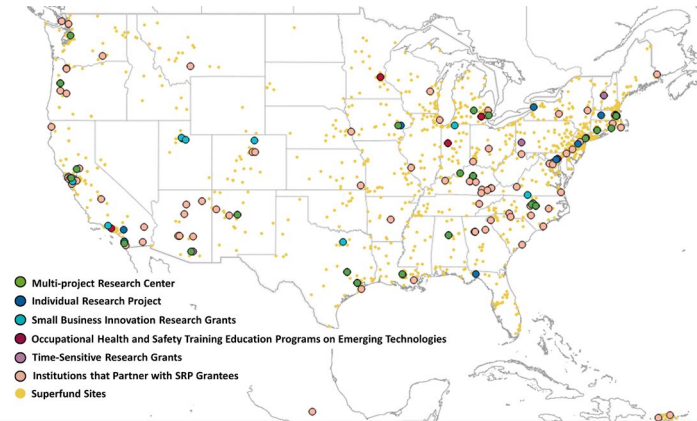 Multi-project Research Center
Individual Research Project
Small Business Innovation Research Grants
Occupational Health and Safety Training Education Programs on Emerging Technologies
Time-Sensitive Research Grants
Institutions that Partner with SRP Grantees
Superfund Sites